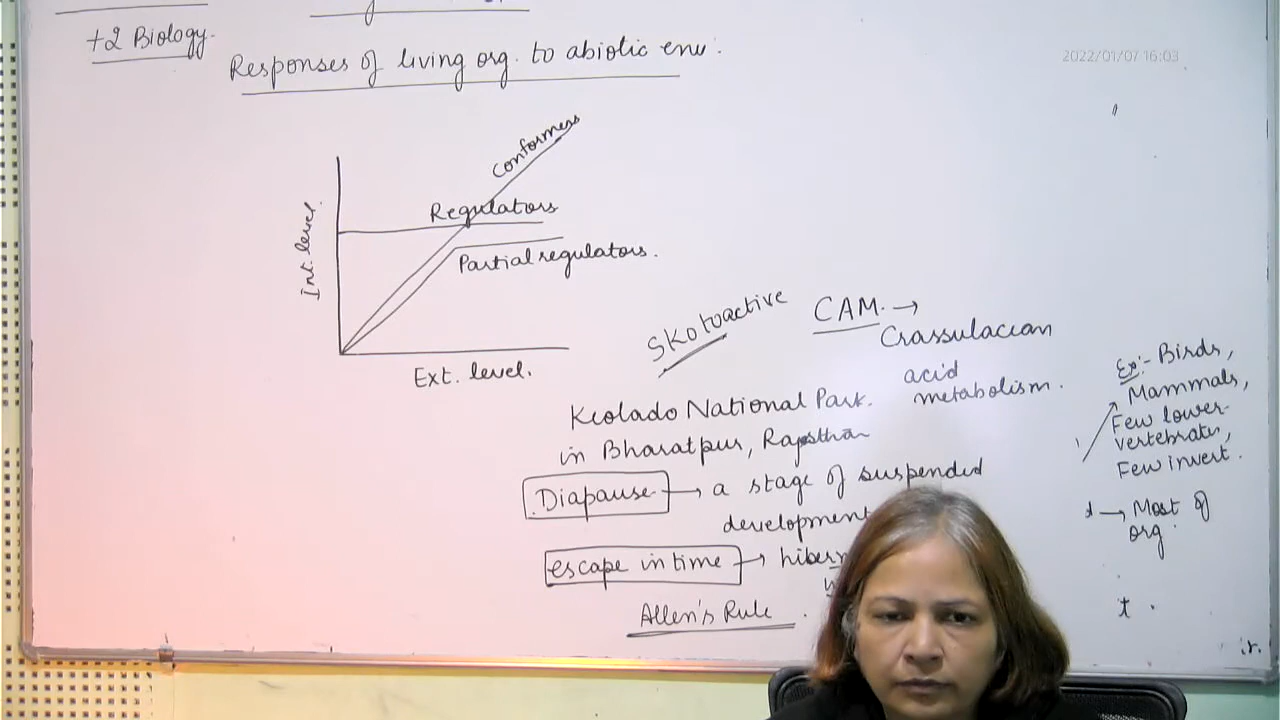 +2 Biology.
Responses of living org. to abiotic env.
2022/01/07 16:03
Conformers
Regulators
Partial regulators.
Int. level.
Ext. level.
Skotoactive
CAM. →
Crassulacian
acid
metabolism.
Keolado National Park.
in Bharatpur, Rajsthan
Diapause → a stage of suspended
development
escape in time →
Allen's Rule.
Ex:- Birds,
Mammals,
Few lower
vertebrates,
Few invert.
→ Most of
org.